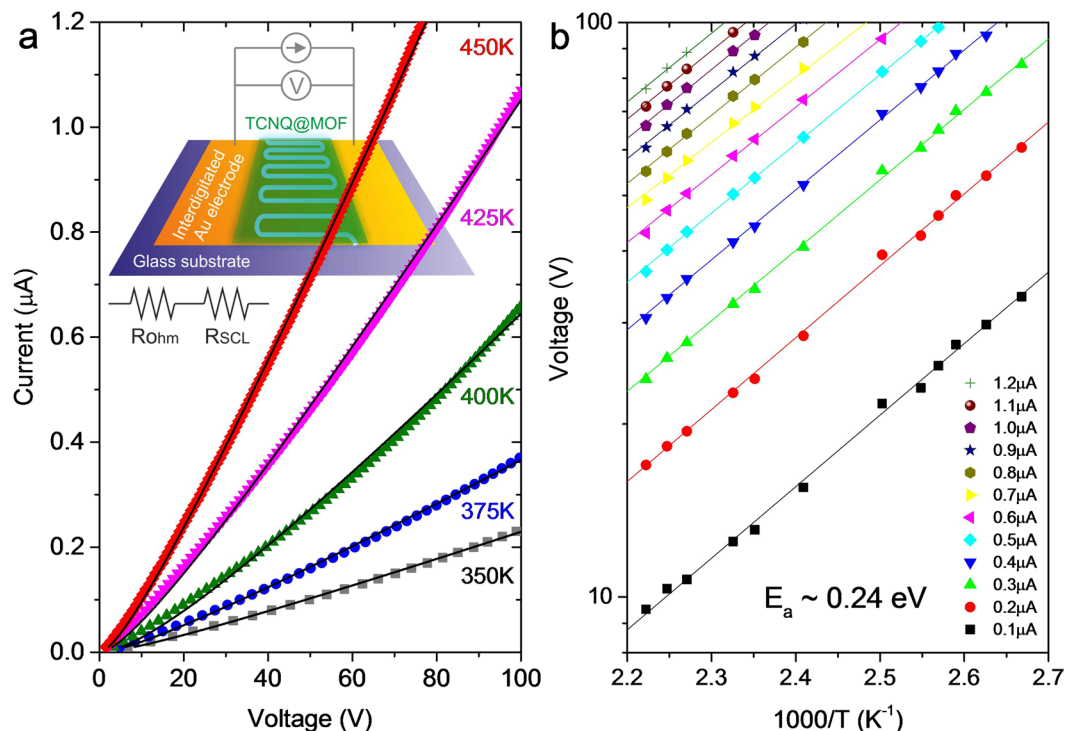 a
450K
TCNQ@MOF
Interdigitated
Au electrode
Glass substrate
ROhm
RSCL
425K
400K
375K
350K
1.2
1.0
0.8
0.6
0.4
0.2
0.0
Current (μA)
0 20 40 60 80 100
Voltage (V)
b
100
10
Voltage (V)
1.2μA
1.1μA
1.0μA
0.9μA
0.8μA
0.7μA
0.6μA
0.5μA
0.4μA
0.3μA
0.2μA
0.1μA
Ea ~ 0.24 eV
2.2 2.3 2.4 2.5 2.6 2.7
1000/T (K⁻¹)
V